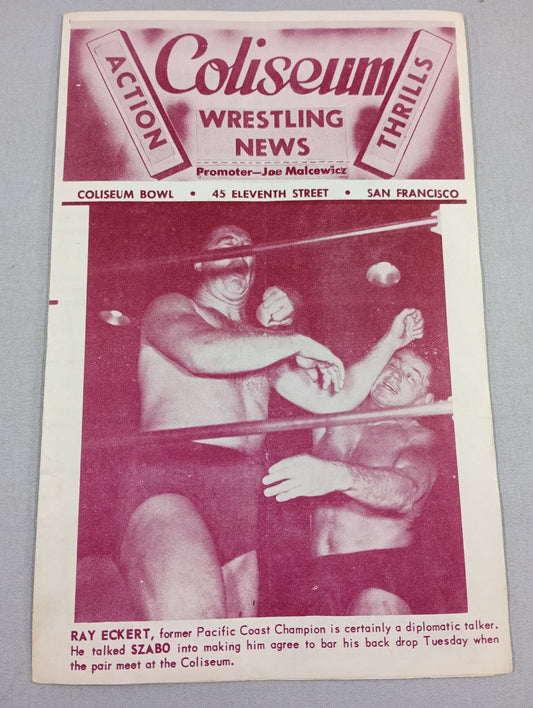 Coliseum
ACTION
WRESTLING
NEWS
THRILLS
Promoter—Joe Malcewicz
COLISEUM BOWL • 45 ELEVENTH STREET • SAN FRANCISCO
RAY ECKERT, former Pacific Coast Champion is certainly a diplomatic talker.
He talked SZABO into making him agree to bar his back drop Tuesday when
the pair meet at the Coliseum.